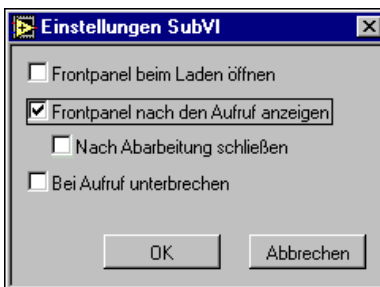 Einstellungen SubVI
Frontpanel beim Laden öffnen
Frontpanel nach den Aufruf anzeigen
Nach Abarbeitung schließen
Bei Aufruf unterbrechen
OK Abbrechen